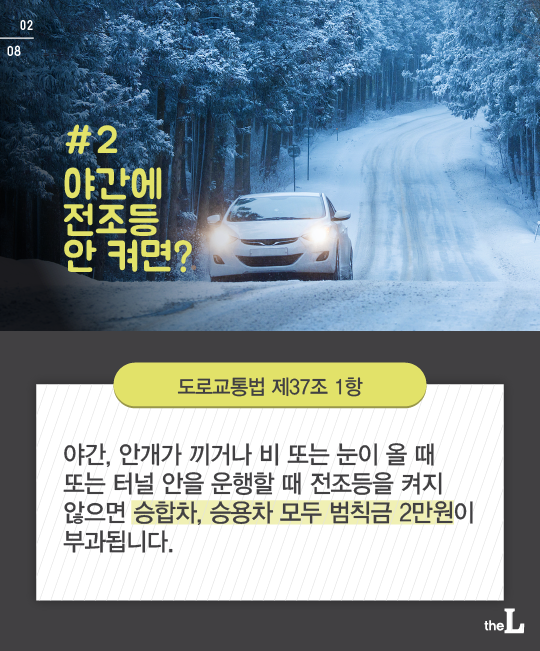 02
08
#2
야간에
전조등
안 켜면?
도로교통법 제37조 1항
야간, 안개가 끼거나 비 또는 눈이 올 때
또는 터널 안을 운행할 때 전조등을 켜지
않으면 승합차, 승용차 모두 범칙금 2만원이
부과됩니다.
the L